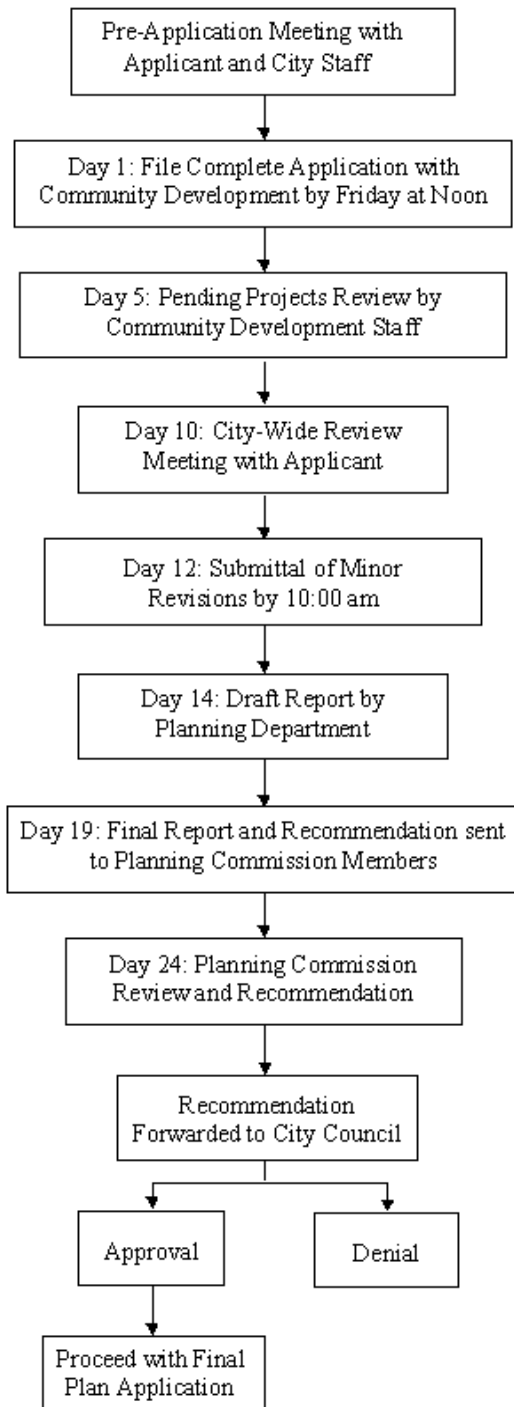 Pre-Application Meeting with
Applicant and City Staff
Day 1: File Complete Application with
Community Development by Friday at Noon
Day 5: Pending Projects Review by
Community Development Staff
Day 10: City-Wide Review
Meeting with Applicant
Day 12: Submittal of Minor
Revisions by 10:00 am
Day 14: Draft Report by
Planning Department
Day 19: Final Report and Recommendation sent
to Planning Commission Members
Day 24: Planning Commission
Review and Recommendation
Recommendation
Forwarded to City Council
Approval
Denial
Proceed with Final
Plan Application